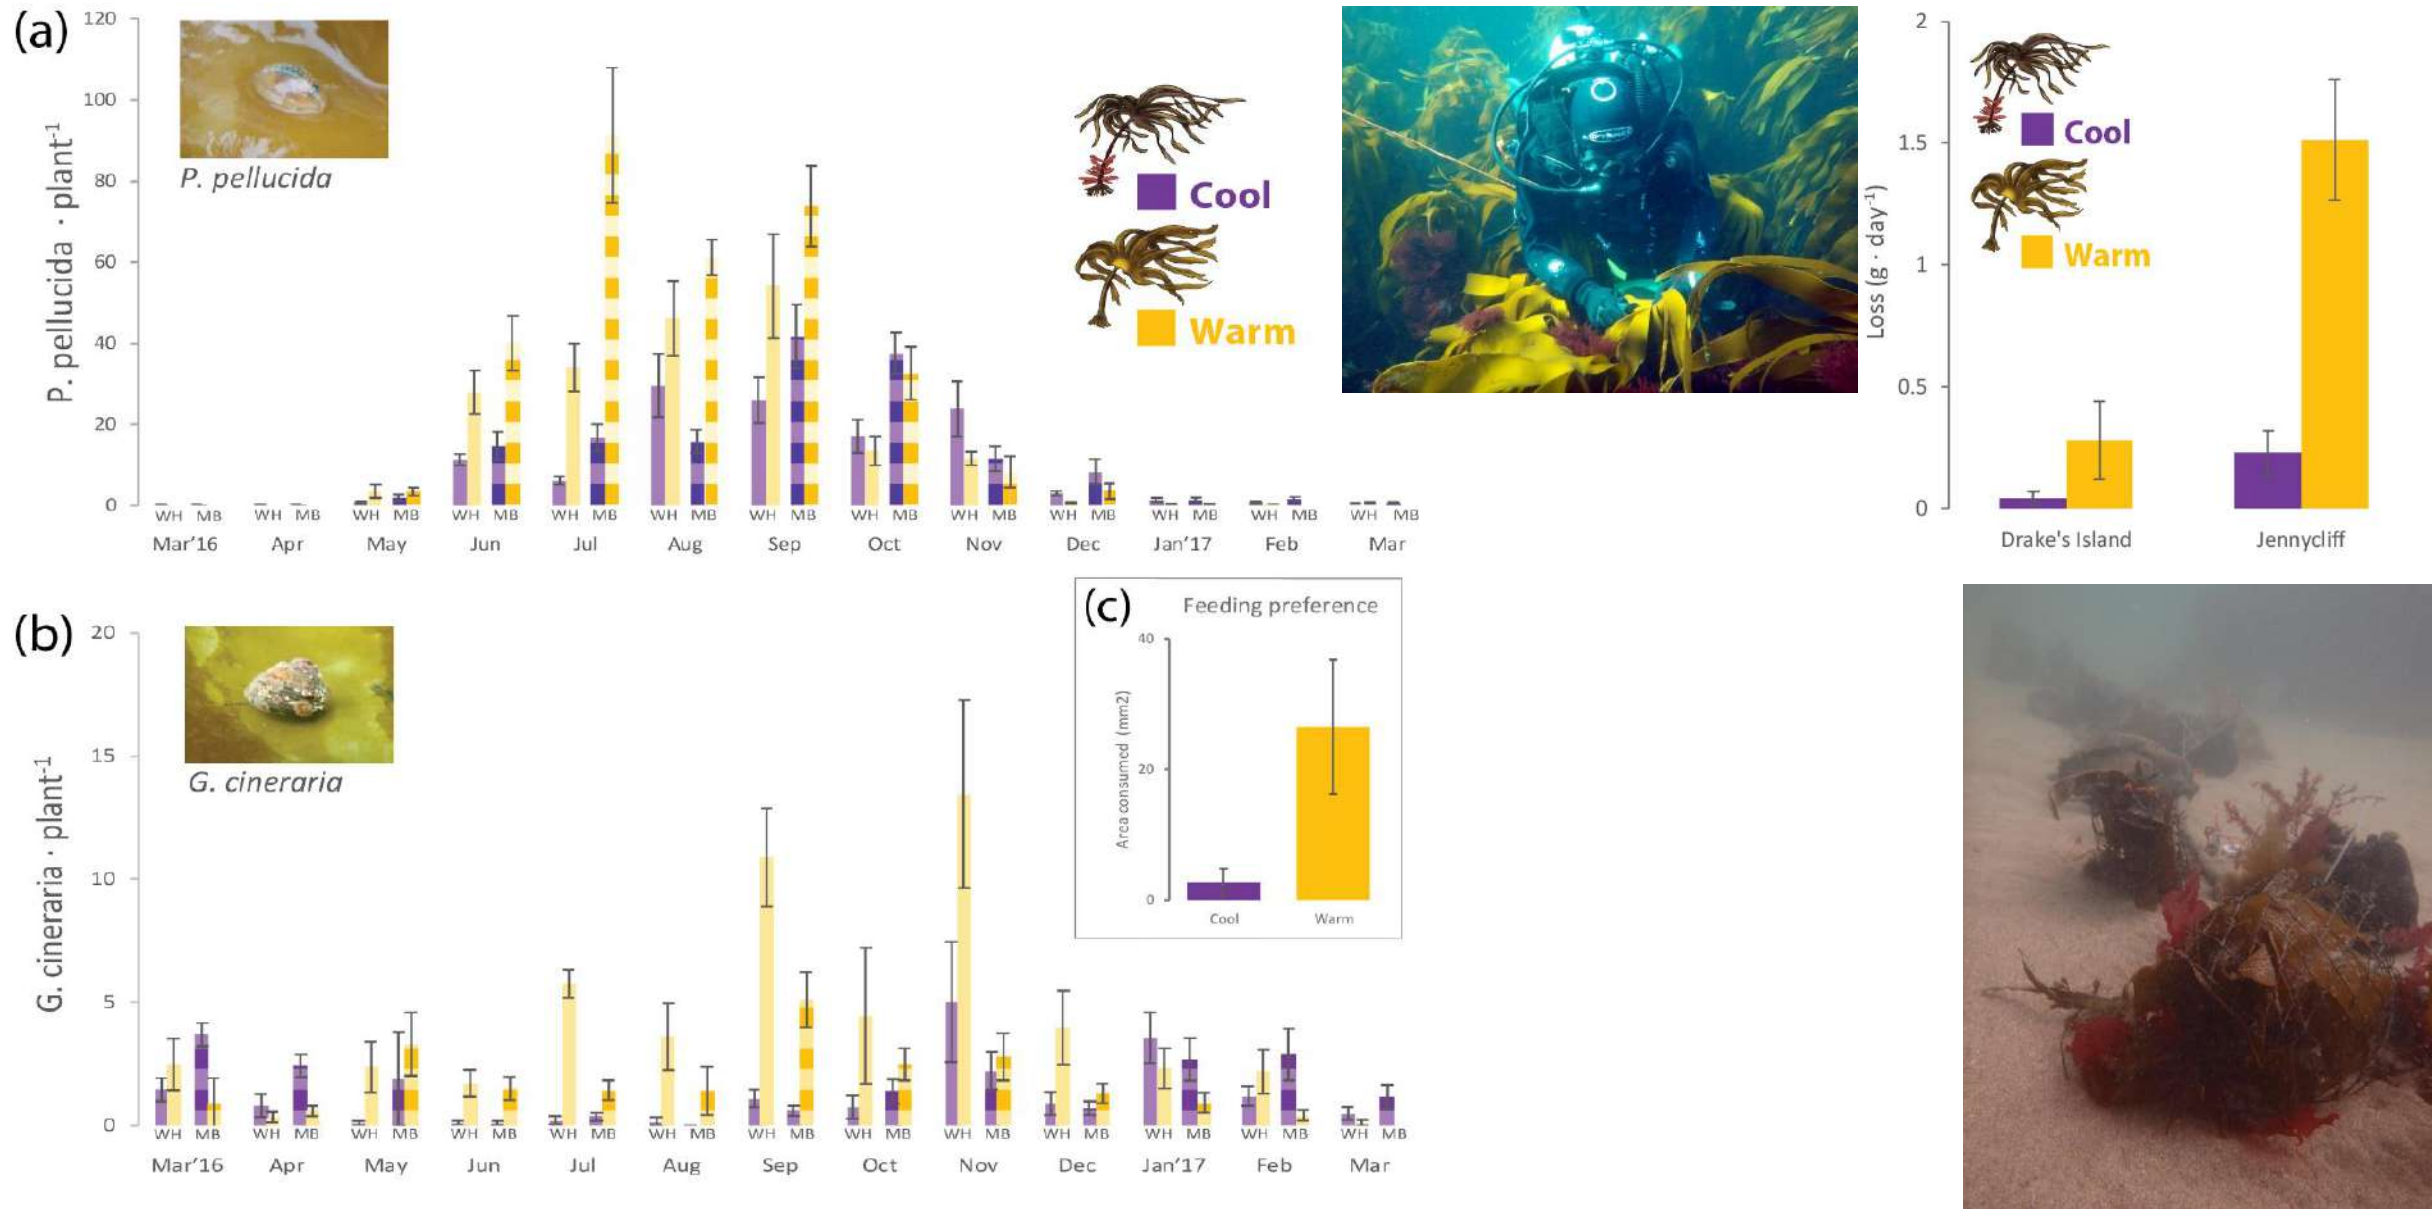 (a)
120
100
80
60
40
20
0
P. pellucida · plant-1
P. pellucida
Cool
Warm
WH MB WH MB WH MB WH MB WH MB WH MB WH MB WH MB WH MB WH MB WH MB WH MB WH MB
Mar'16 Apr May Jun Jul Aug Sep Oct Nov Dec Jan'17 Feb Mar
2
1.5
1
0.5
0
Loss (g · day-1)
Cool
Warm
Drake's Island Jennycliff
(b)
20
15
10
5
0
G. cineraria · plant-1
G. cineraria
WH MB WH MB WH MB WH MB WH MB WH MB WH MB WH MB WH MB WH MB WH MB WH MB WH MB
Mar'16 Apr May Jun Jul Aug Sep Oct Nov Dec Jan'17 Feb Mar
(c)
Feeding preference
40
20
0
Area consumed (mm2)
Cool Warm